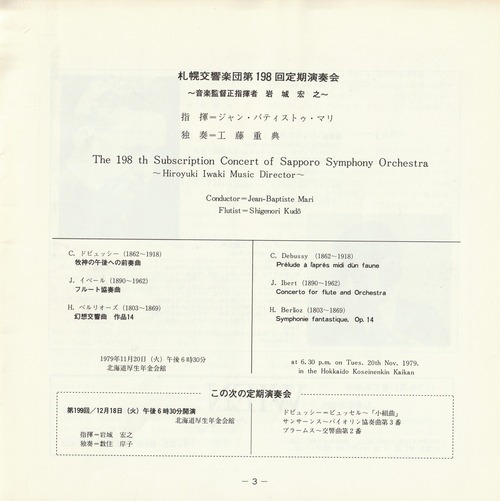 札幌交響楽団第198回定期演奏会
〜音楽監督正指揮者 岩城宏之〜
指揮=ジャン・バティストゥ・マリ
独奏=工藤重典
The 198 th Subscription Concert of Sapporo Symphony Orchestra
〜Hiroyuki Iwaki Music Director〜
Conductor=Jean-Baptiste Mari
Flutist=Shigenori Kudō
C. ドビュッシー (1862〜1918)
牧神の午後への前奏曲
J. イベール (1890〜1962)
フルート協奏曲
H. ベルリオーズ (1803〜1869)
幻想交響曲 作品14
1979年11月20日(火)午後6時30分
北海道厚生年金会館
C. Debussy (1862〜1918)
Prélude à l'après midi dùn faune
J. Ibert (1890〜1962)
Concerto for flute and Orchestra
H. Berlioz (1803〜1869)
Symphonie fantastique, Op. 14
at 6.30 p.m. on Tues. 20th Nov. 1979.
in the Hokkaido Koseinenkin Kaikan
この次の定期演奏会
第199回/12月18日(火)午後6時30分開演
北海道厚生年金会館
指揮=岩城 宏之
独奏=数住 岸子
ドビュッシー=ビュッセル〜「小組曲」
サンサーンス〜バイオリン協奏曲第3番
ブラームス〜交響曲第2番
— 3 —